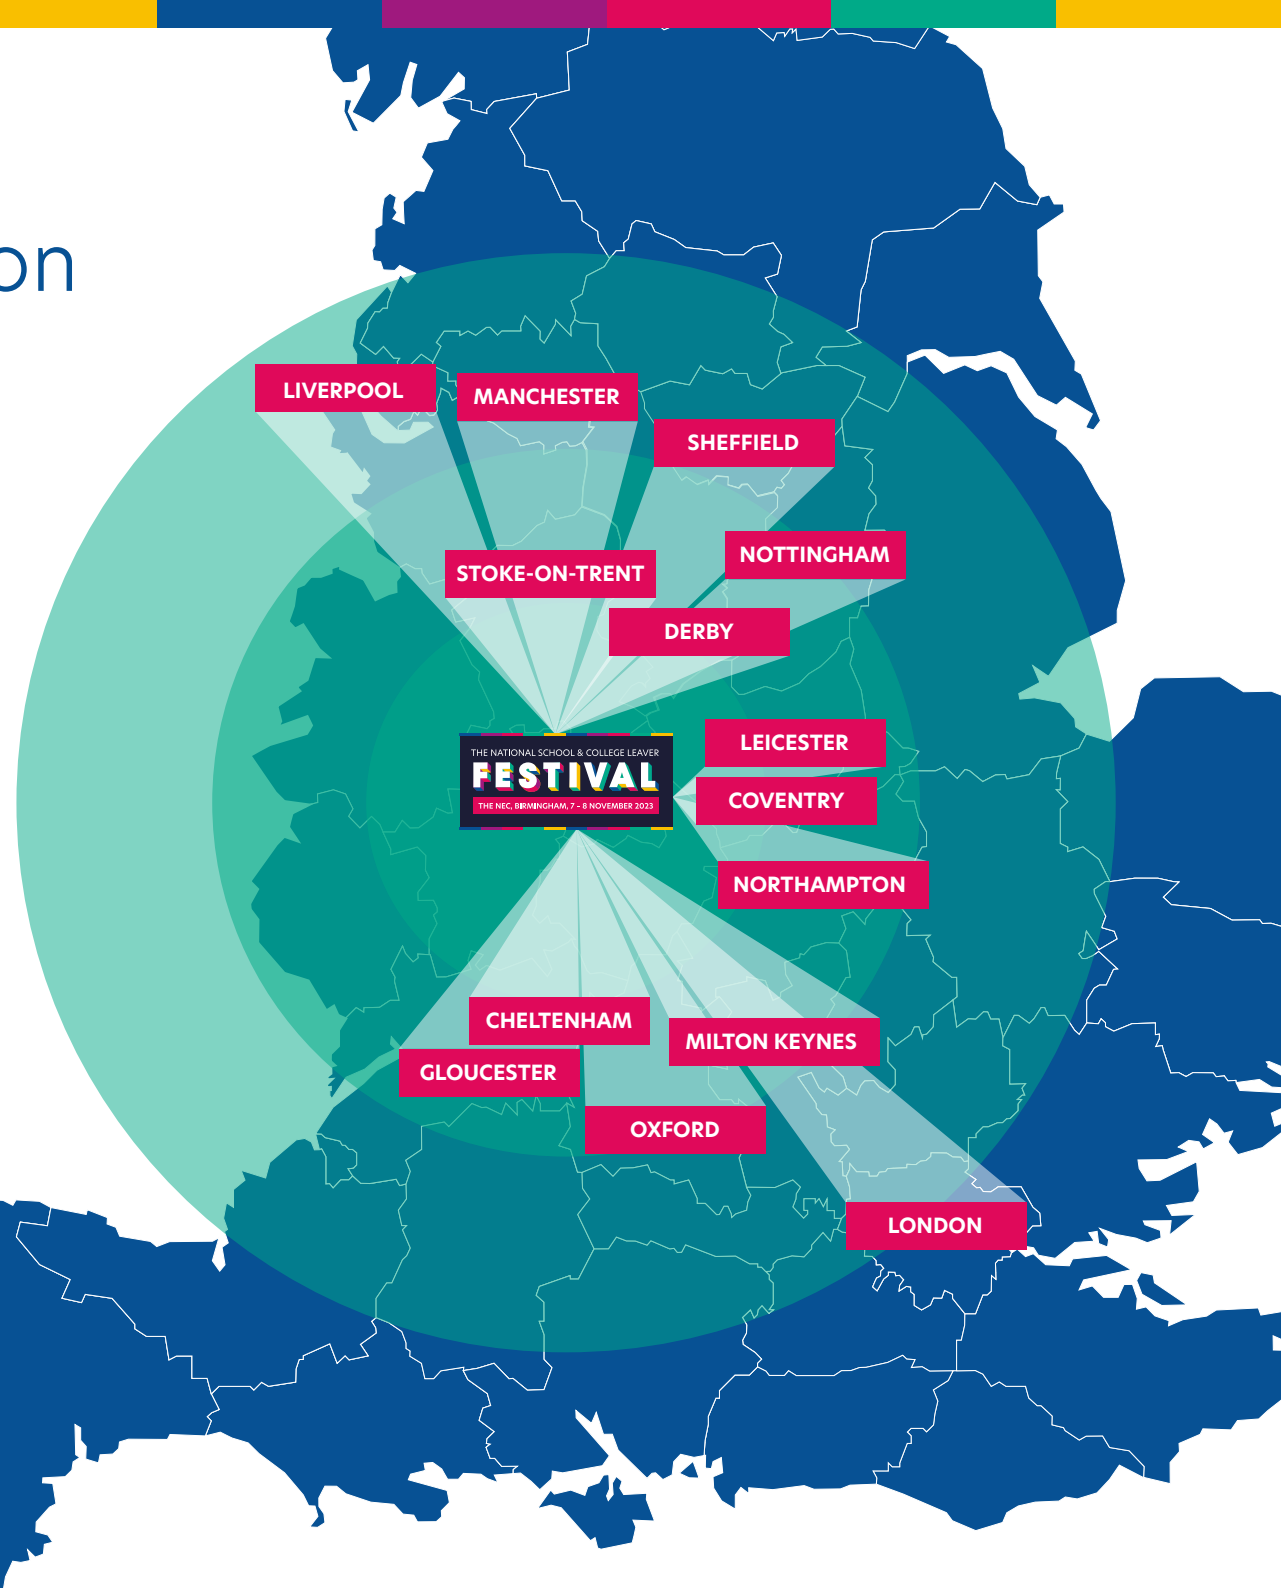 on
LIVERPOOL
MANCHESTER
SHEFFIELD
NOTTINGHAM
STOKE-ON-TRENT
DERBY
LEICESTER
THE NATIONAL SCHOOL & COLLEGE LEAVER
FESTIVAL
THE NEC, BIRMINGHAM, 7 – 8 NOVEMBER 2023
COVENTRY
NORTHAMPTON
CHELTENHAM
MILTON KEYNES
GLOUCESTER
OXFORD
LONDON